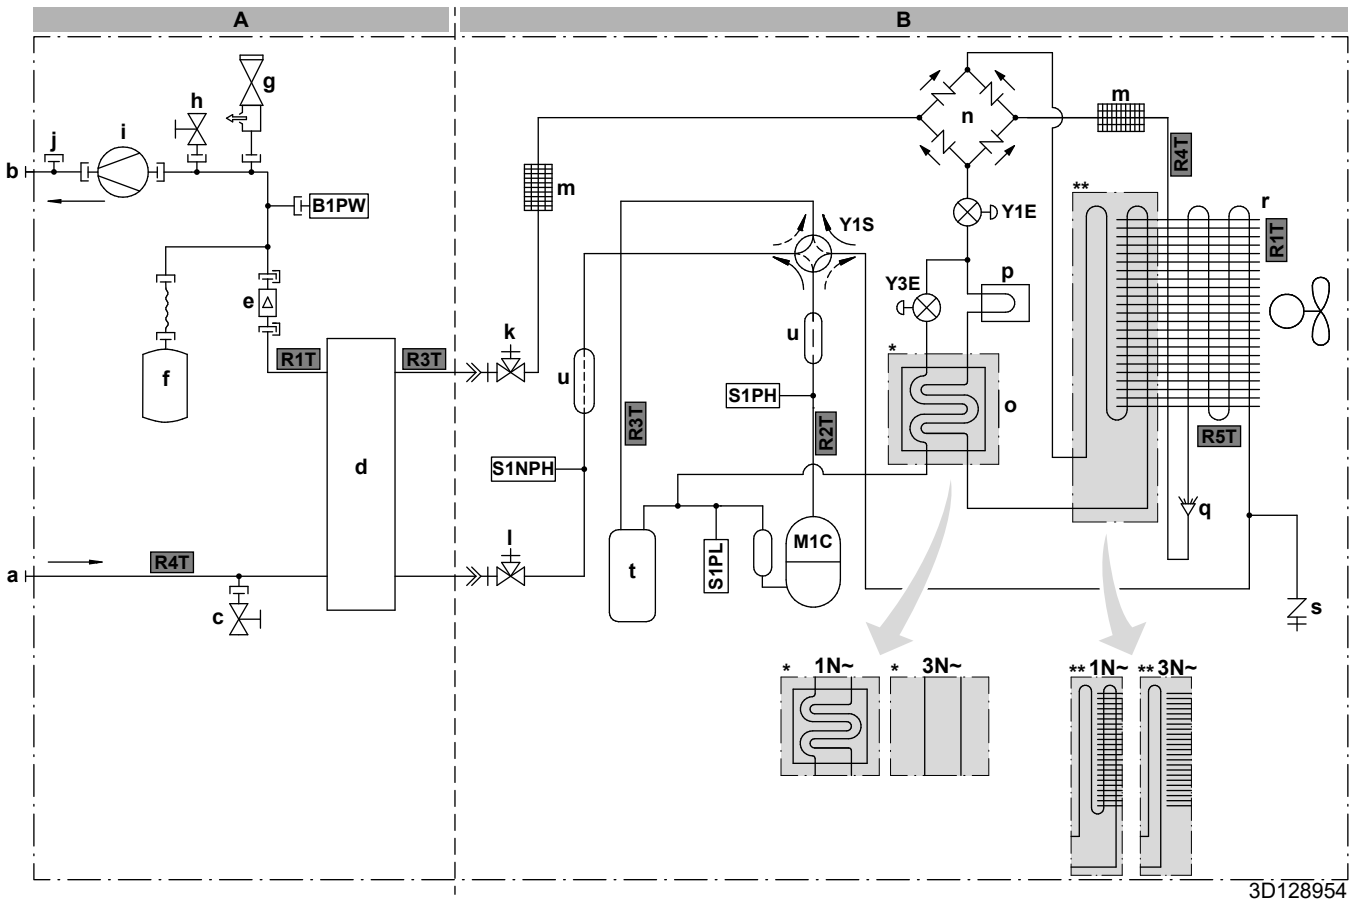 A
B
g
h
j
i
b
B1PW
e
f
R1T
R3T
d
a
R4T
c
m
k
u
S1NPH
l
R3T
t
S1PL
Y1S
u
S1PH
R2T
M1C
n
m
R4T
Y1E
Y3E
p
*
o
**
r
R1T
R5T
q
s
* 1N~
* 3N~
** 1N~
** 3N~
3D128954